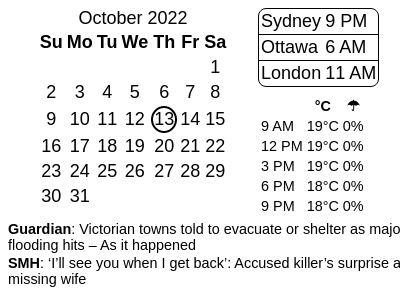 October 2022
Su Mo Tu We Th Fr Sa
1
2 3 4 5 6 7 8
9 10 11 12 13 14 15
16 17 18 19 20 21 22
23 24 25 26 27 28 29
30 31
Sydney 9 PM
Ottawa 6 AM
London 11 AM
°C ☂
9 AM 19°C 0%
12 PM 19°C 0%
3 PM 19°C 0%
6 PM 18°C 0%
9 PM 18°C 0%
Guardian: Victorian towns told to evacuate or shelter as majo
flooding hits – As it happened
SMH: ‘I’ll see you when I get back’: Accused killer’s surprise a
missing wife